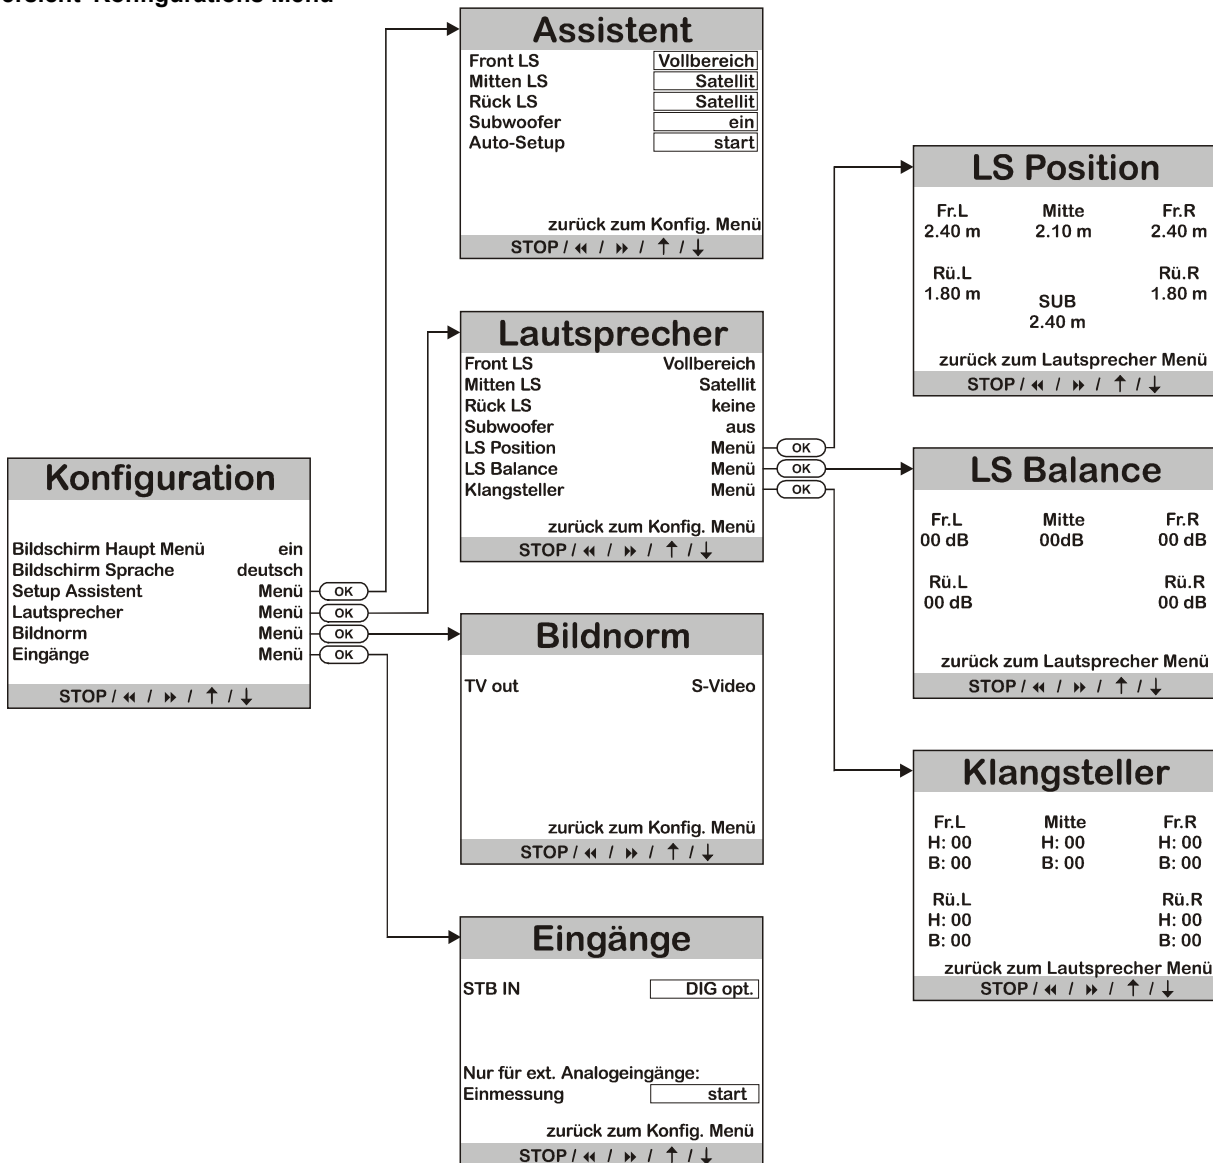 Konfigurations Menü
Assistent
Front LS Vollbereich
Mitten LS Satellit
Rück LS Satellit
Subwoofer ein
Auto-Setup start
zurück zum Konfig. Menü
STOP / ◀◀ / ▶▶ / ↑ / ↓
Lautsprecher
Front LS Vollbereich
Mitten LS Satellit
Rück LS keine
Subwoofer aus
LS Position Menü OK
LS Balance Menü OK
Klangsteller Menü OK
zurück zum Konfig. Menü
STOP / ◀◀ / ▶▶ / ↑ / ↓
LS Position
Fr.L Mitte Fr.R
2.40 m 2.10 m 2.40 m
Rü.L Rü.R
1.80 m 1.80 m
SUB
2.40 m
zurück zum Lautsprecher Menü
STOP / ◀◀ / ▶▶ / ↑ / ↓
Konfiguration
Bildschirm Haupt Menü ein
Bildschirm Sprache deutsch
Setup Assistent Menü OK
Lautsprecher Menü OK
Bildnorm Menü OK
Eingänge Menü OK
STOP / ◀◀ / ▶▶ / ↑ / ↓
LS Balance
Fr.L Mitte Fr.R
00 dB 00dB 00 dB
Rü.L Rü.R
00 dB 00 dB
zurück zum Lautsprecher Menü
STOP / ◀◀ / ▶▶ / ↑ / ↓
Bildnorm
TV out S-Video
zurück zum Konfig. Menü
STOP / ◀◀ / ▶▶ / ↑ / ↓
Klangsteller
Fr.L Mitte Fr.R
H: 00 H: 00 H: 00
B: 00 B: 00 B: 00
Rü.L Rü.R
H: 00 H: 00
B: 00 B: 00
zurück zum Lautsprecher Menü
STOP / ◀◀ / ▶▶ / ↑ / ↓
Eingänge
STB IN DIG opt.
Nur für ext. Analogeingänge:
Einmessung start
zurück zum Konfig. Menü
STOP / ◀◀ / ▶▶ / ↑ / ↓